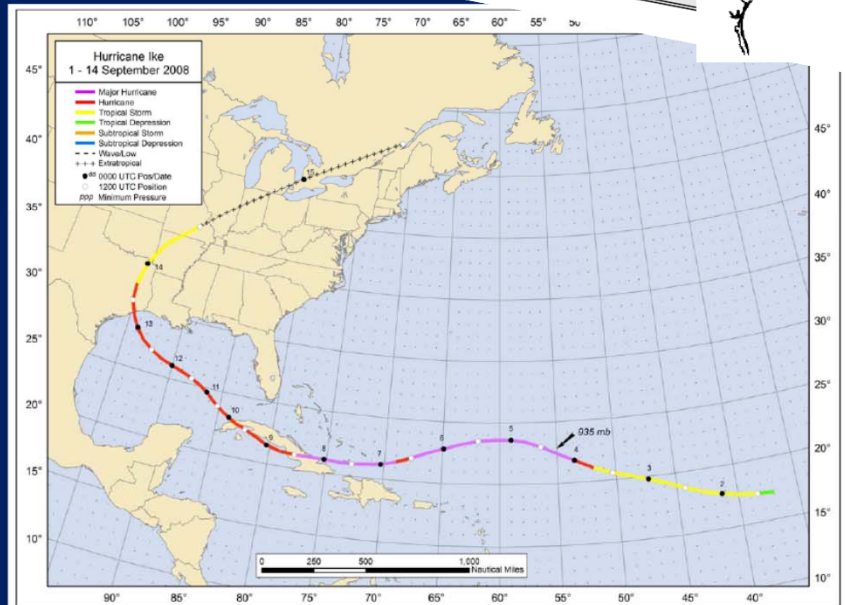 110° 105° 100° 95° 90° 85° 80° 75° 70° 65° 60° 55°
Hurricane Ike
1 - 14 September 2008
Major Hurricane
Hurricane
Tropical Storm
Tropical Depression
Subtropical Storm
Subtropical Depression
Wave/Low
Extratropical
dd 0000 UTC Pos/Date
1200 UTC Position
ppp Minimum Pressure
45°
40°
35°
30°
25°
20°
15°
10°
45°
40°
35°
30°
25°
20°
15°
10°
15
14
13
12
11
10
9
8
7
6
5
4
3
2
935 mb
0 250 500 1,000
Nautical Miles
90° 85° 80° 75° 70° 65° 60° 55° 50° 45° 40°